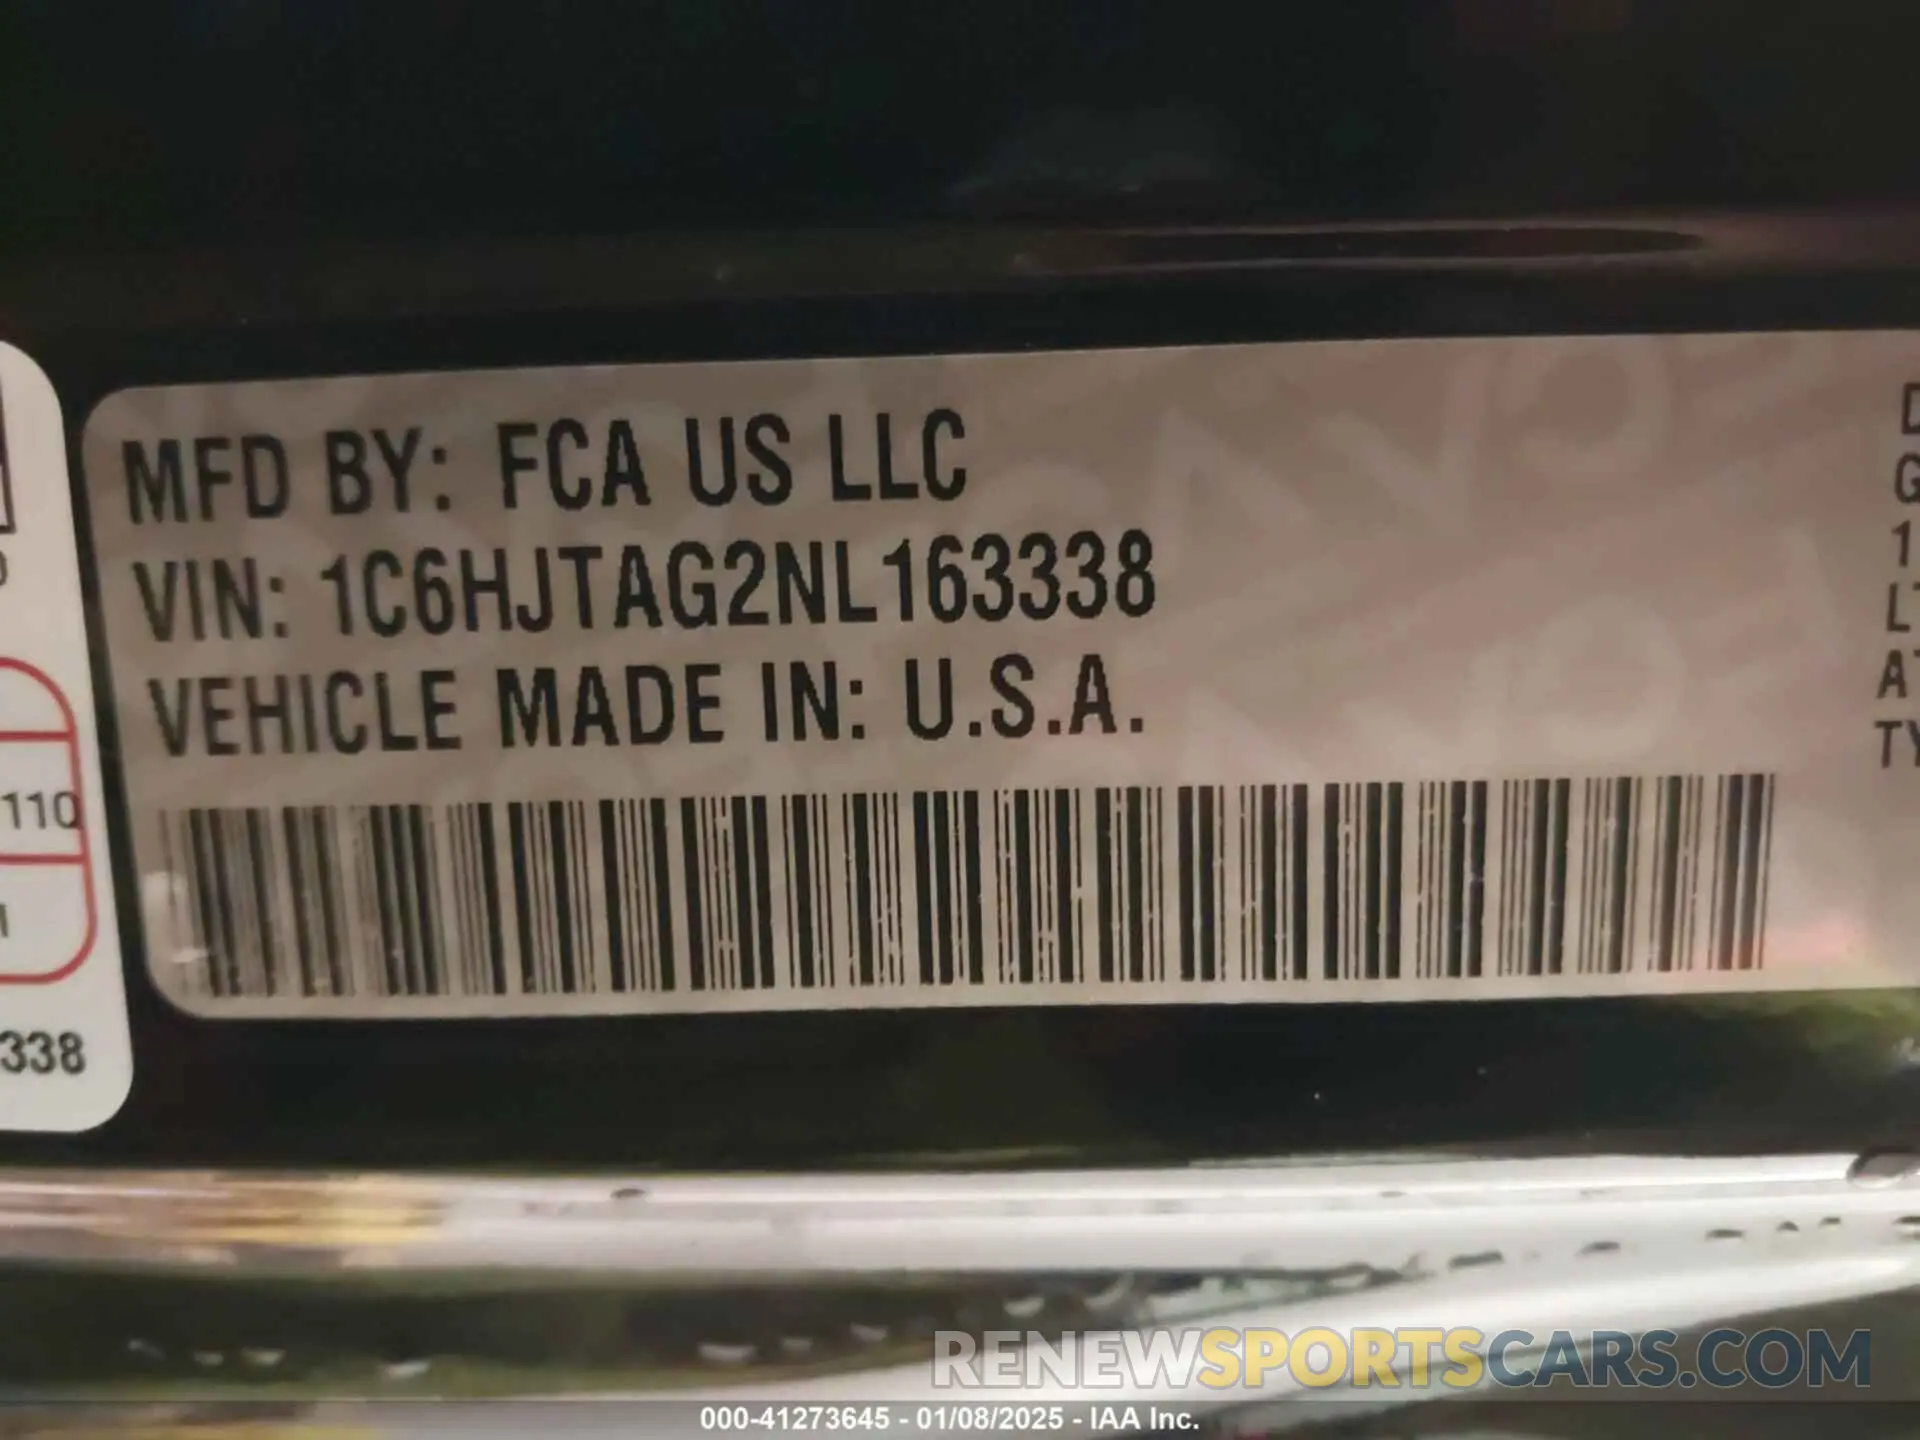 MFD BY: FCA US LLC
VIN: 1C6HJTAG2NL163338
VEHICLE MADE IN: U.S.A.
110
338
RENEWSPORTSCARS.COM
000-41273645 - 01/08/2025 - IAA Inc.